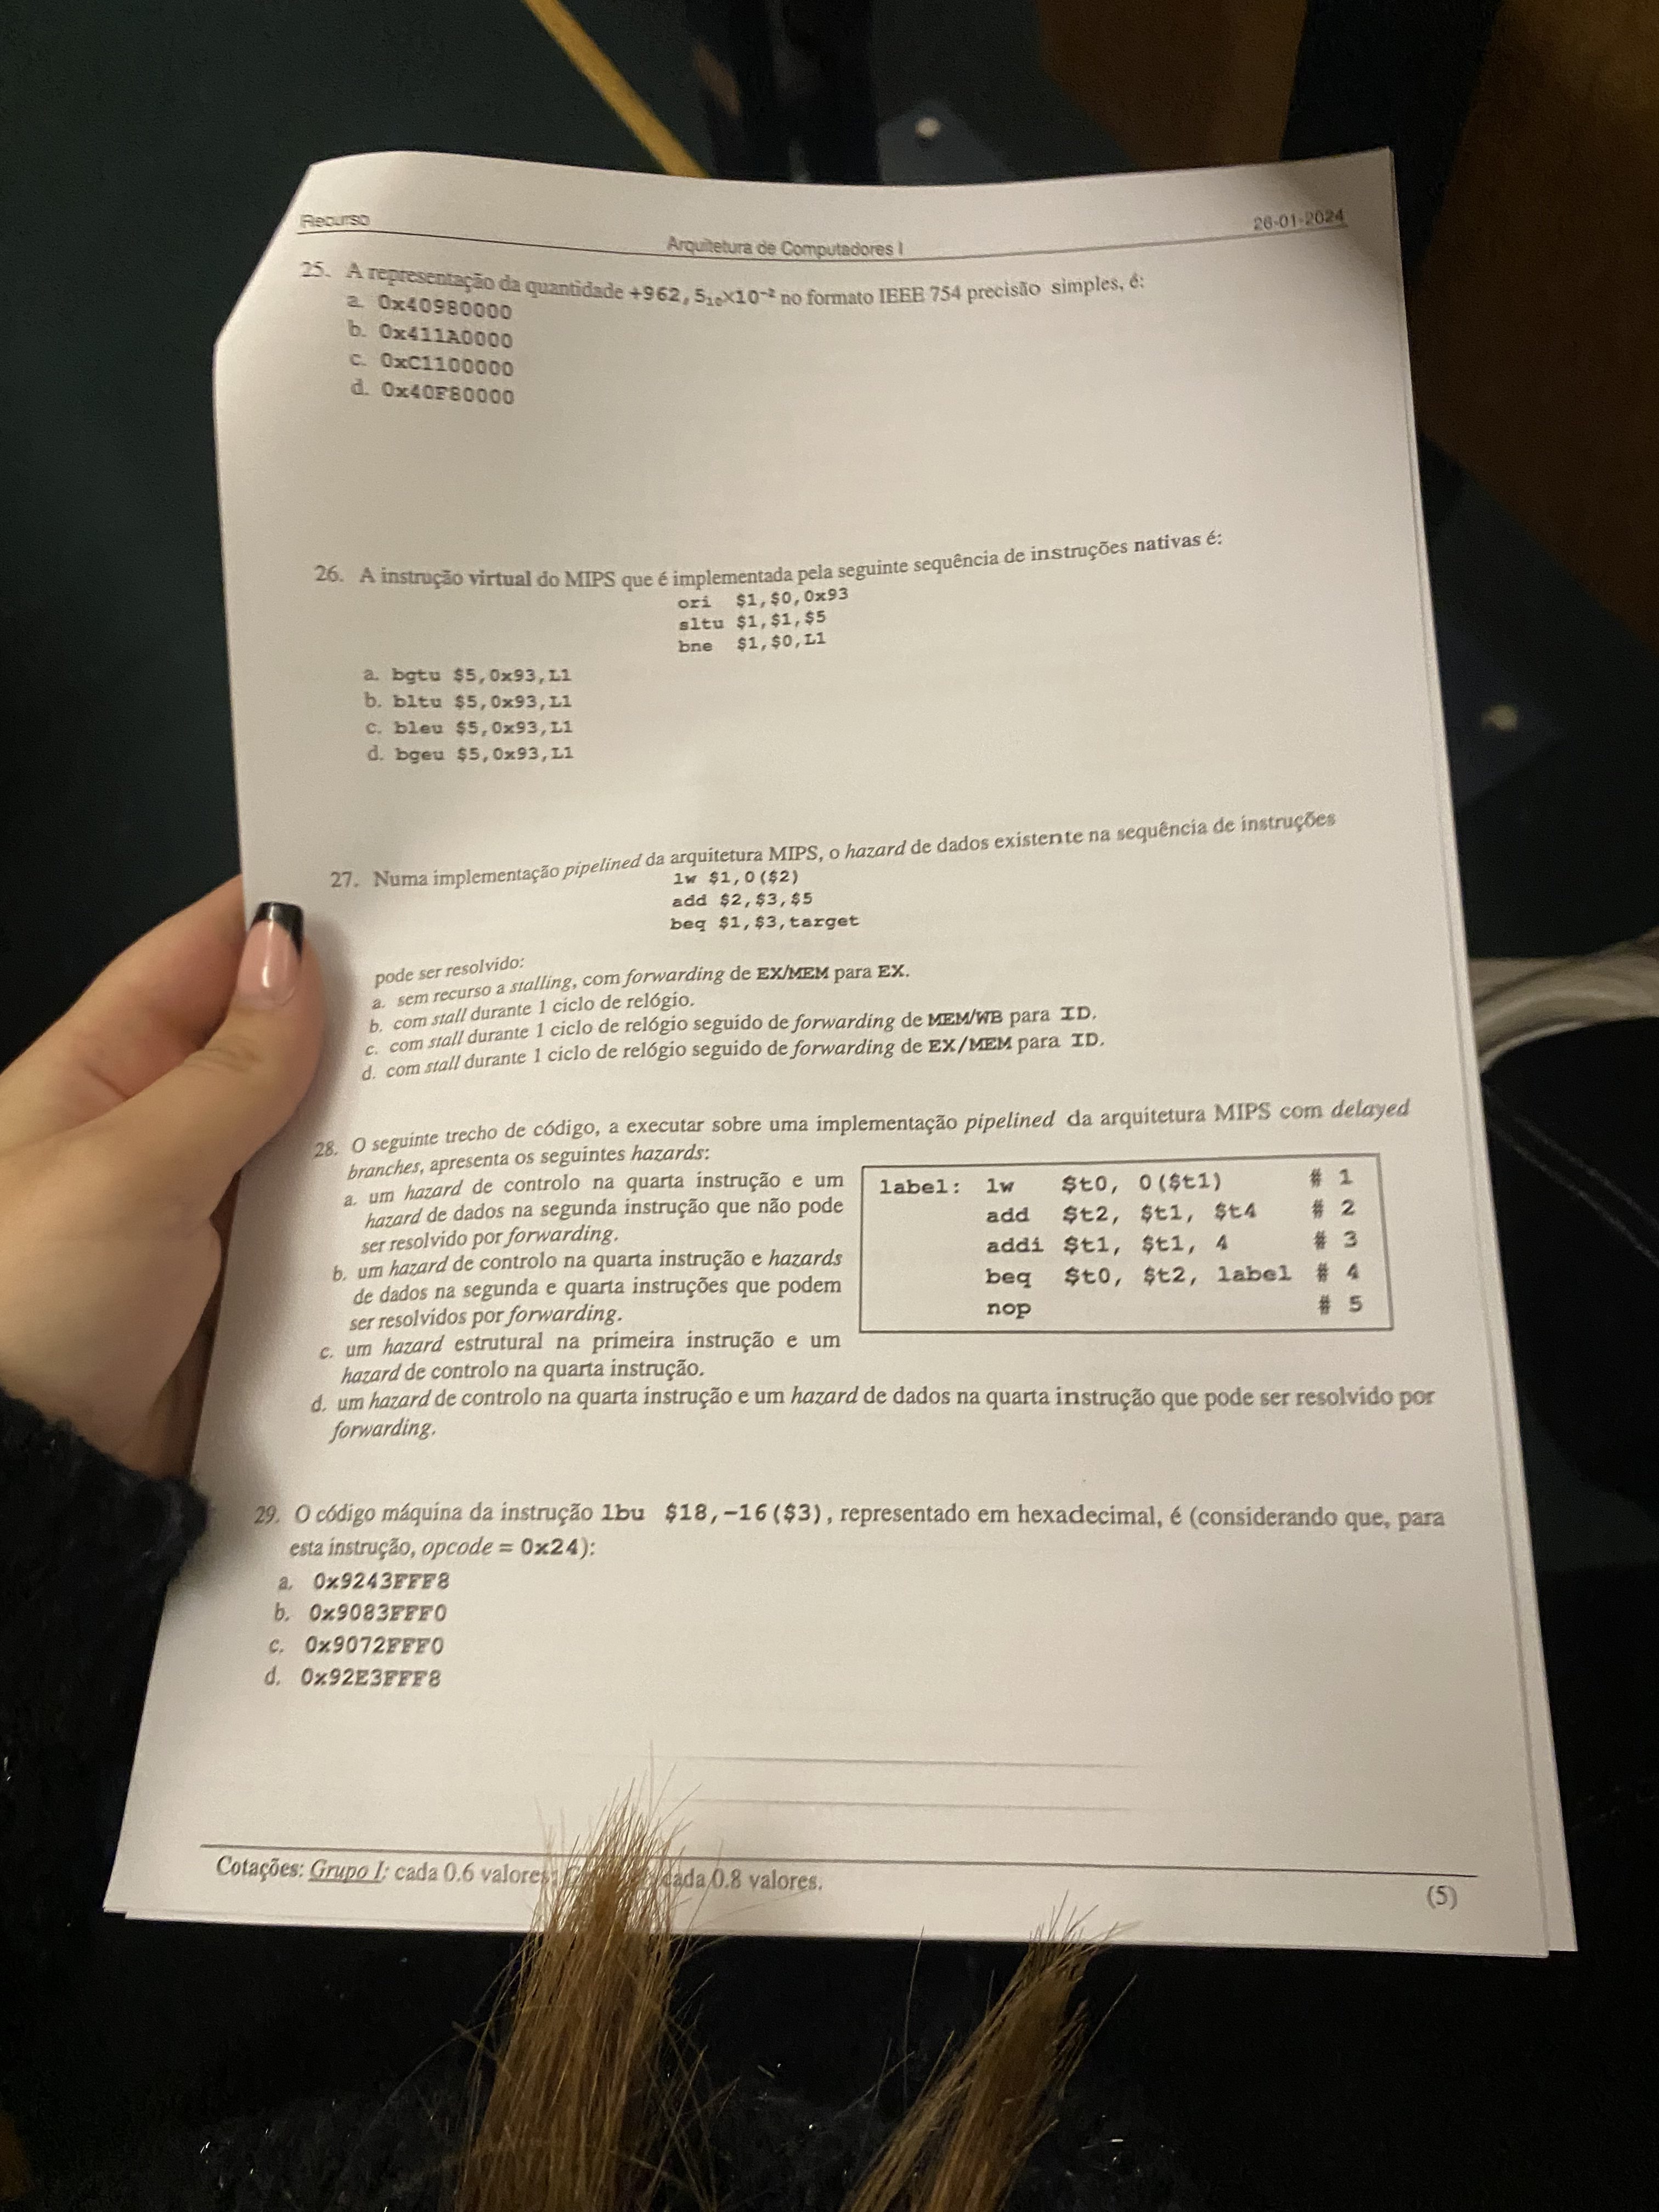 Recurso
Arquitetura de Computadores I
26-01-2024
25. A representação da quantidade +962,5₁₀×10⁻² no formato IEEE 754 precisão simples, é:
a. 0x40980000
b. 0x411A0000
c. 0xC1100000
d. 0x40F80000
26. A instrução virtual do MIPS que é implementada pela seguinte sequência de instruções nativas é:
ori $1,$0,0x93
sltu $1,$1,$5
bne $1,$0,L1
a. bgtu $5,0x93,L1
b. bltu $5,0x93,L1
c. bleu $5,0x93,L1
d. bgeu $5,0x93,L1
27. Numa implementação pipelined da arquitetura MIPS, o hazard de dados existente na sequência de instruções
lw $1,0($2)
add $2,$3,$5
beq $1,$3,target
pode ser resolvido:
a. sem recurso a stalling, com forwarding de EX/MEM para EX.
b. com stall durante 1 ciclo de relógio.
c. com stall durante 1 ciclo de relógio seguido de forwarding de MEM/WB para ID.
d. com stall durante 1 ciclo de relógio seguido de forwarding de EX/MEM para ID.
28. O seguinte trecho de código, a executar sobre uma implementação pipelined da arquitetura MIPS com delayed
branches, apresenta os seguintes hazards:
a. um hazard de controlo na quarta instrução e um
hazard de dados na segunda instrução que não pode
ser resolvido por forwarding.
b. um hazard de controlo na quarta instrução e hazards
de dados na segunda e quarta instruções que podem
ser resolvidos por forwarding.
c. um hazard estrutural na primeira instrução e um
hazard de controlo na quarta instrução.
d. um hazard de controlo na quarta instrução e um hazard de dados na quarta instrução que pode ser resolvido por
forwarding.
label: lw $t0, 0($t1) # 1
add $t2, $t1, $t4 # 2
addi $t1, $t1, 4 # 3
beq $t0, $t2, label # 4
nop # 5
29. O código máquina da instrução lbu $18,-16($3), representado em hexadecimal, é (considerando que, para
esta instrução, opcode = 0x24):
a. 0x9243FFF8
b. 0x9083FFF0
c. 0x9072FFF0
d. 0x92E3FFF8
Cotações: Grupo I: cada 0.6 valores; cada 0.8 valores.
(5)